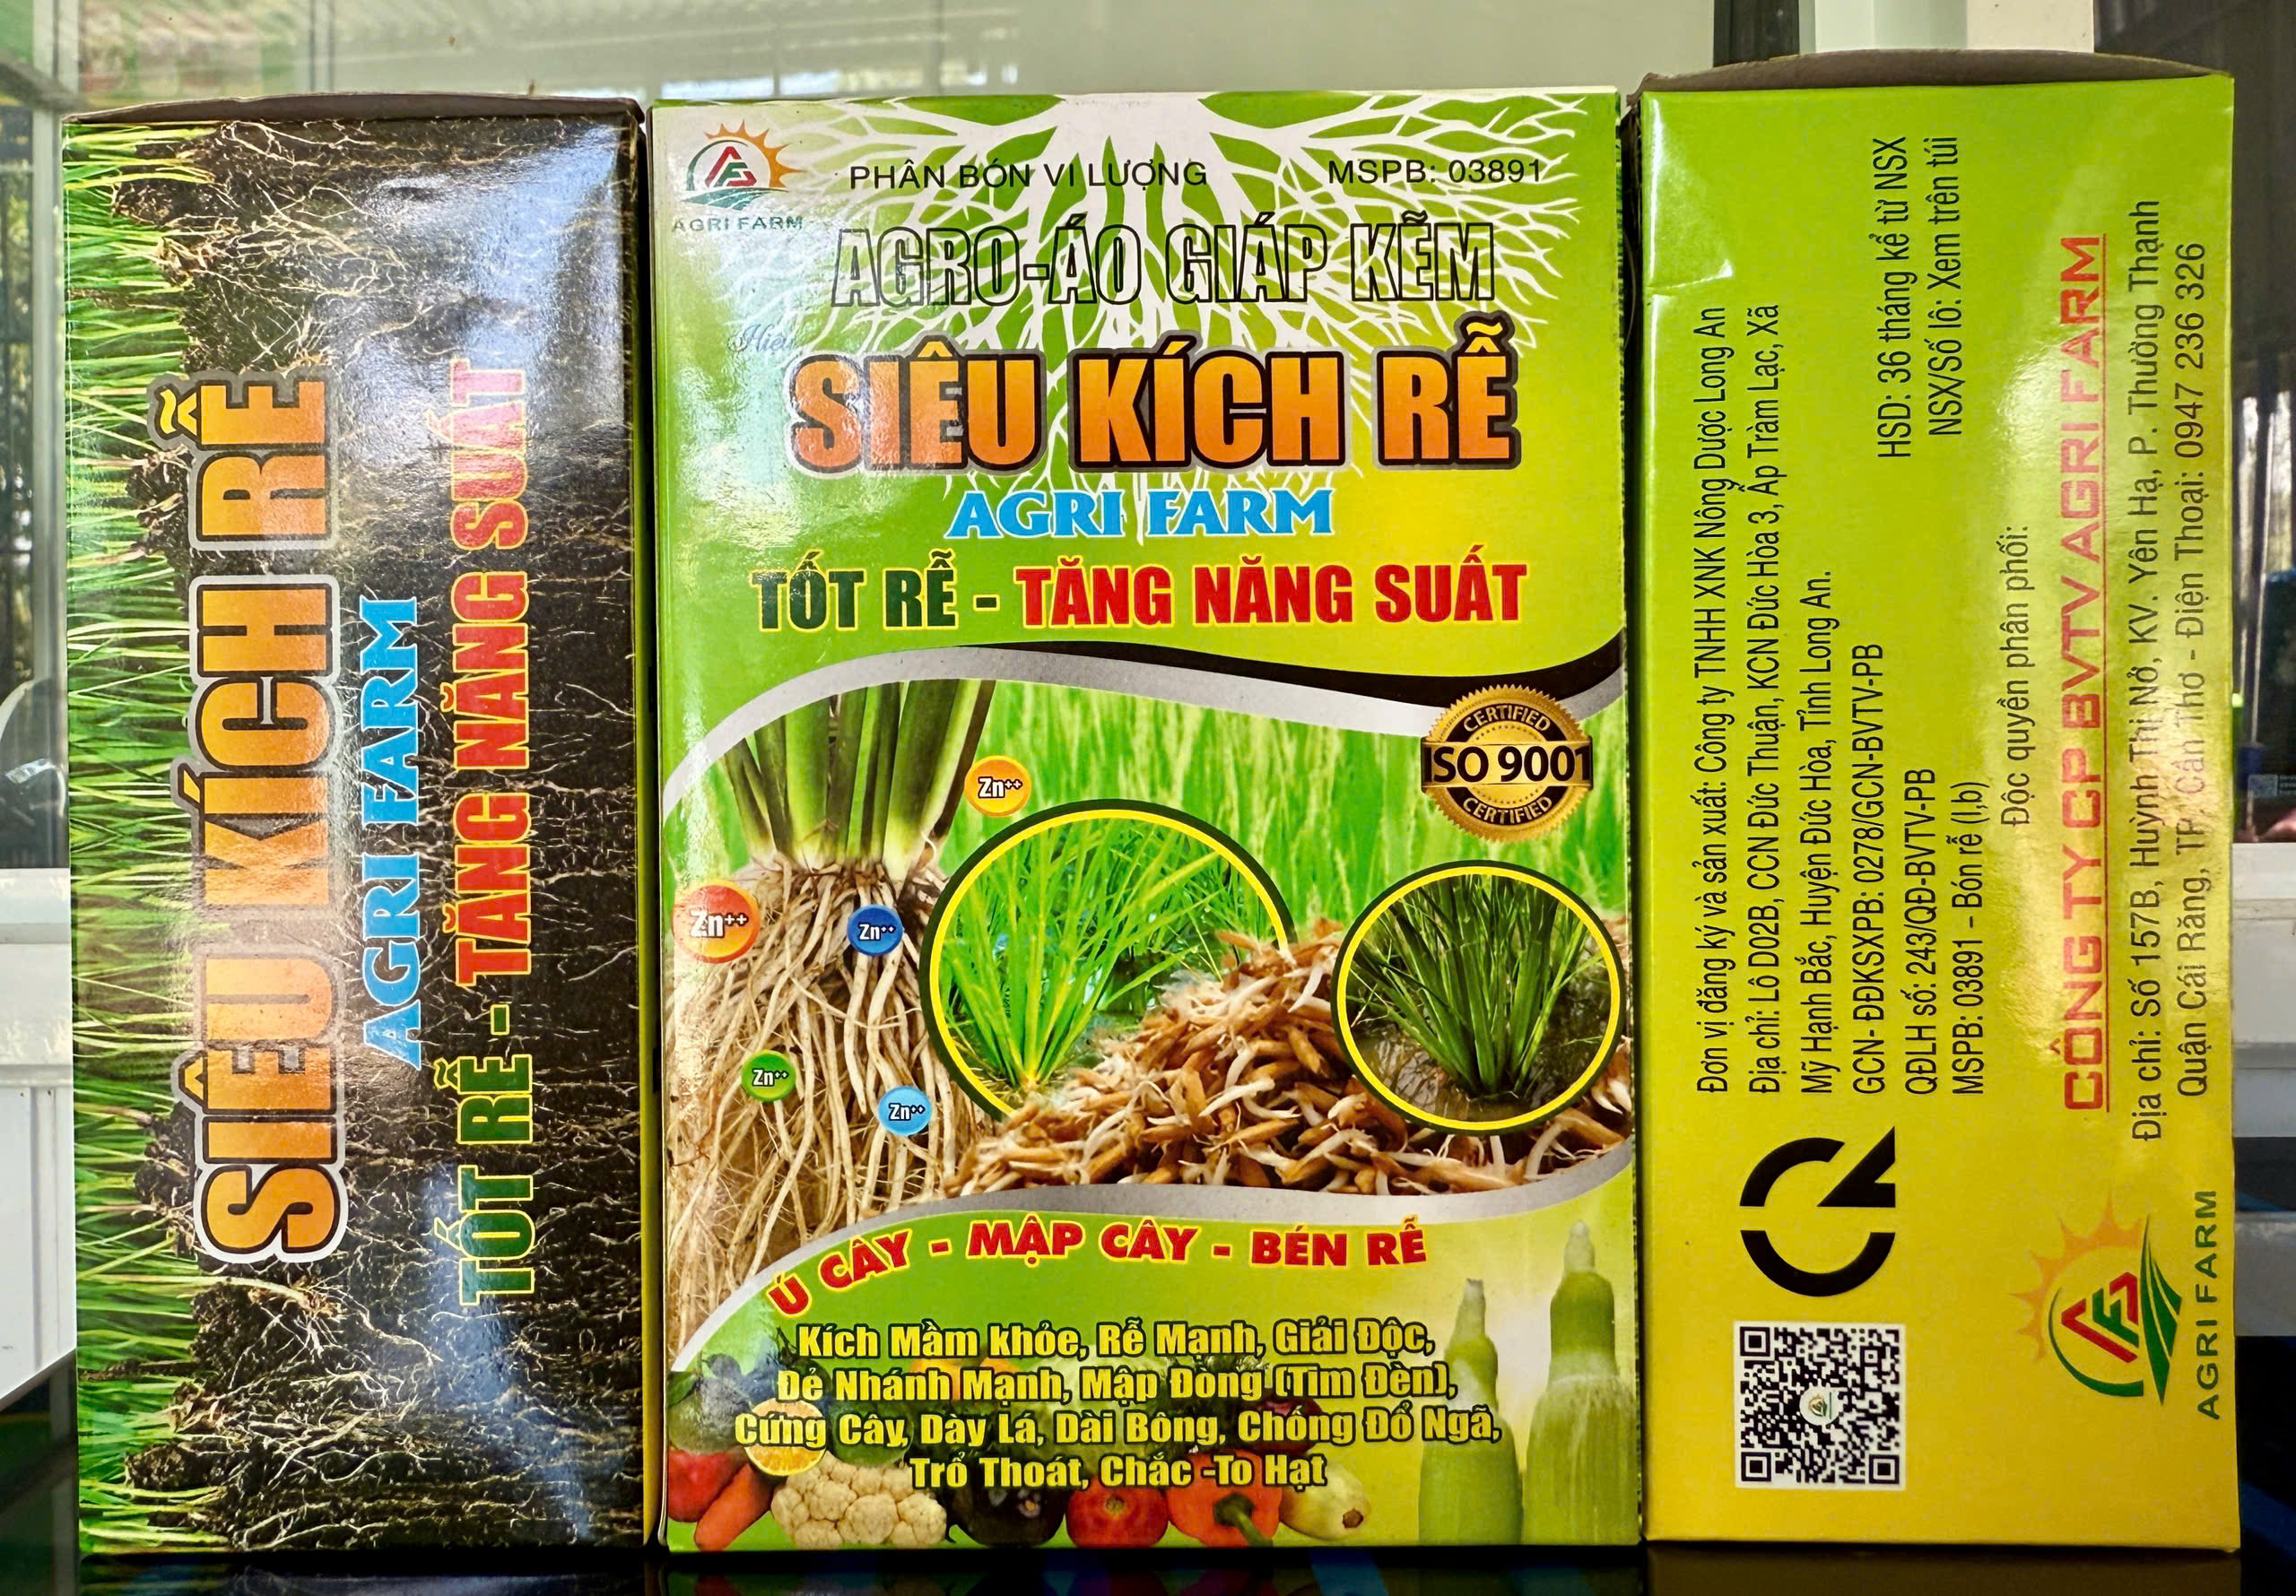 SIÊU KÍCH RỄ
AGRI FARM
TỐT RỄ - TĂNG NĂNG SUẤT
AGRI FARM
PHÂN BÓN VI LƯỢNG
MSPB: 03891
AGRO-ÁO GIÁP KẼM
Hiệu
SIÊU KÍCH RỄ
AGRI FARM
TỐT RỄ - TĂNG NĂNG SUẤT
CERTIFIED
ISO 9001
CERTIFIED
Zn++
Zn++
Zn++
Zn++
Zn++
Ú CÂY - MẬP CÂY - BÉN RỄ
Kích Mầm khỏe, Rễ Mạnh, Giải Độc,
Đẻ Nhánh Mạnh, Mập Đòng (Tim Đèn),
Cứng Cây, Dày Lá, Dài Bông, Chống Đổ Ngã,
Trổ Thoát, Chắc -To Hạt
Đơn vị đăng ký và sản xuất: Công ty TNHH XNK Nông Dược Long An
Địa chỉ: Lô D02B, CCN Đức Thuận, KCN Đức Hòa 3, Ấp Tràm Lạc, Xã
Mỹ Hạnh Bắc, Huyện Đức Hòa, Tỉnh Long An.
GCN- ĐĐKSXPB: 0278/GCN-BVTV-PB
HSD: 36 tháng kể từ NSX
QĐLH số: 243/QĐ-BVTV-PB
NSX/Số lô: Xem trên túi
MSPB: 03891 - Bón rễ (l,b)
Độc quyền phân phối:
CÔNG TY CP BVTV AGRI FARM
Địa chỉ: Số 157B, Huỳnh Thị Nở, KV. Yên Hạ, P. Thường Thạnh
Quận Cái Răng, TP. Cần Thơ - Điện Thoại: 0947 236 326
AGRI FARM